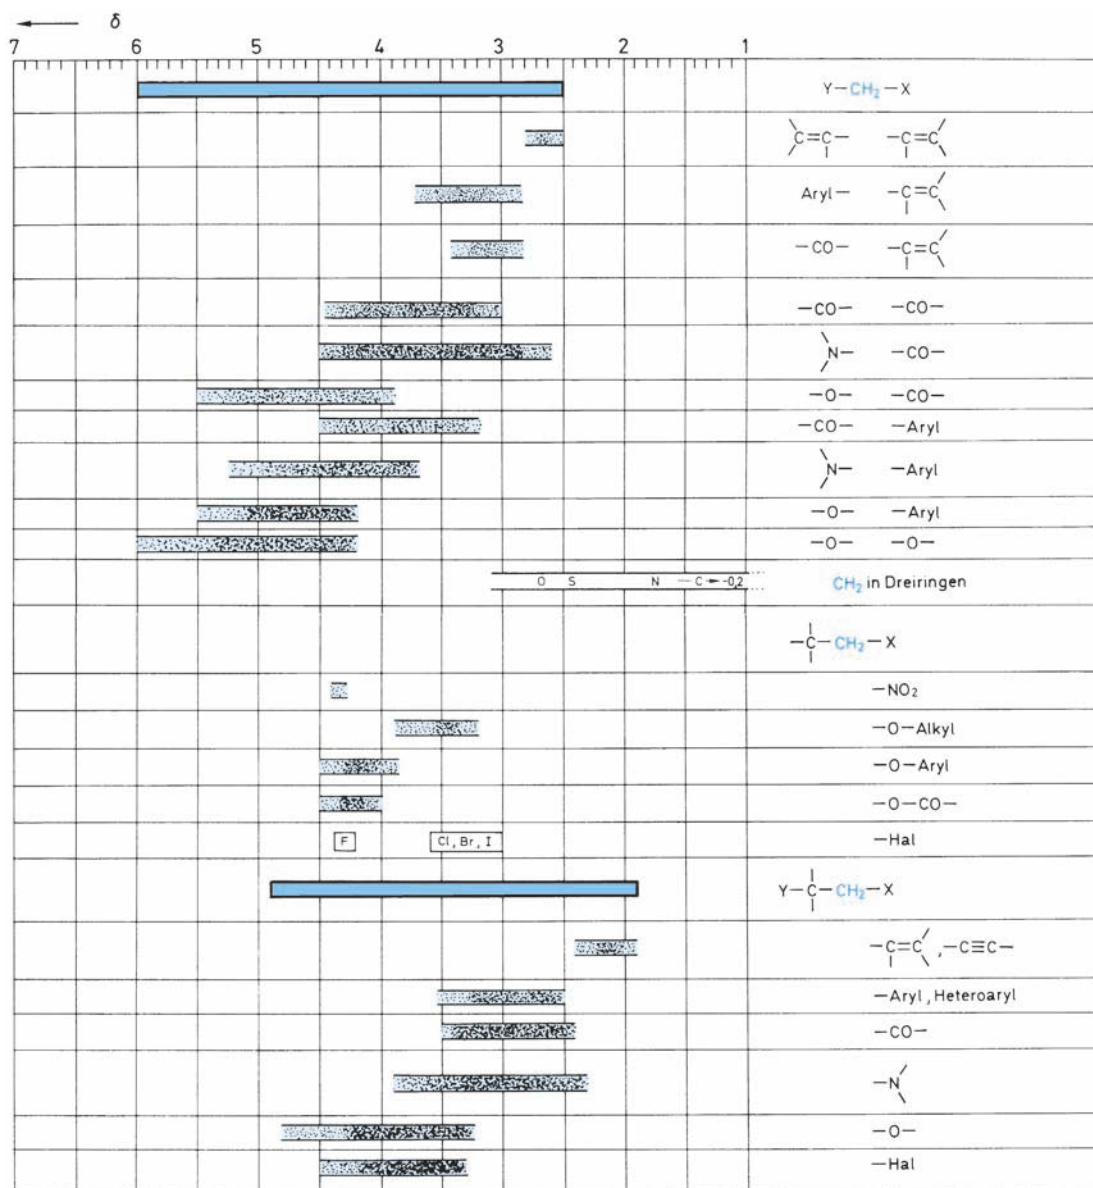 δ
7 6 5 4 3 2 1
Y—CH₂—X
C=C— —C=C
Aryl— —C=C
—CO— —C=C
—CO— —CO—
N— —CO—
—O— —CO—
—CO— —Aryl
N— —Aryl
—O— —Aryl
—O— —O—
O S N — C → -0,2 CH₂ in Dreiringen
—C—CH₂—X
—NO₂
—O—Alkyl
—O—Aryl
—O—CO—
F Cl, Br, I —Hal
Y—C—CH₂—X
—C=C , —C≡C—
—Aryl, Heteroaryl
—CO—
—N
—O—
—Hal